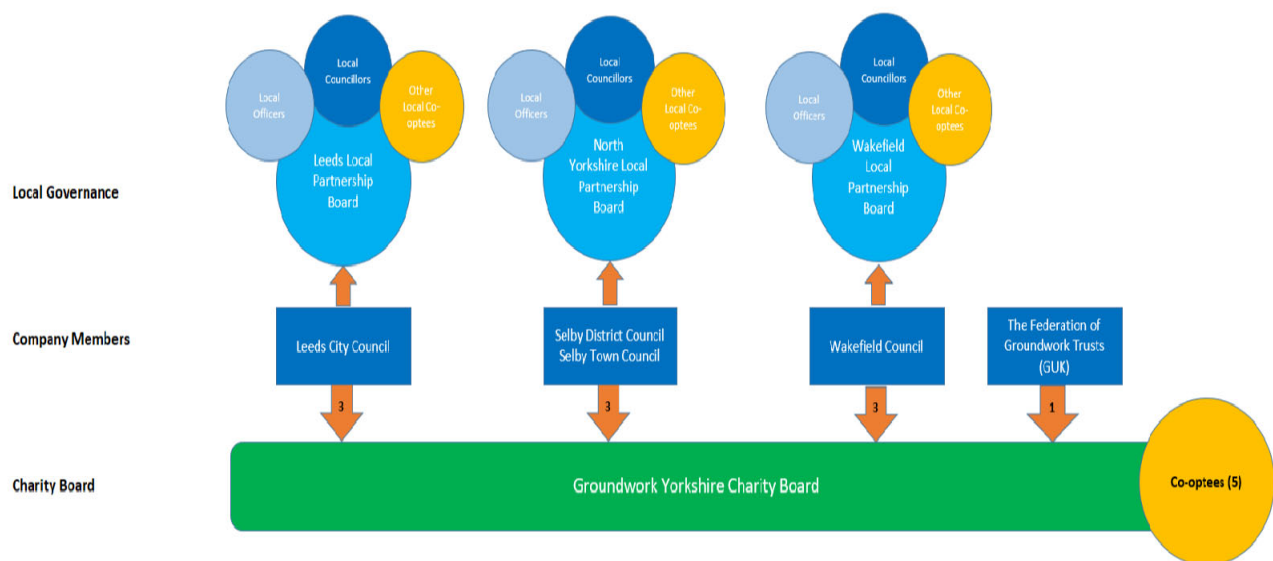 Local
Councillors
Local
Officers
Other
Local Co-
optees
Leeds Local
Partnership
Board
Local
Councillors
Local
Officers
Other
Local Co-
optees
North
Yorkshire Local
Partnership
Board
Local
Councillors
Local
Officers
Other
Local Co-
optees
Wakefield
Local
Partnership
Board
Local Governance
Company Members
Leeds City Council
Selby District Council
Selby Town Council
Wakefield Council
The Federation of
Groundwork Trusts
(GUK)
3
3
3
1
Charity Board
Groundwork Yorkshire Charity Board
Co-optees (5)